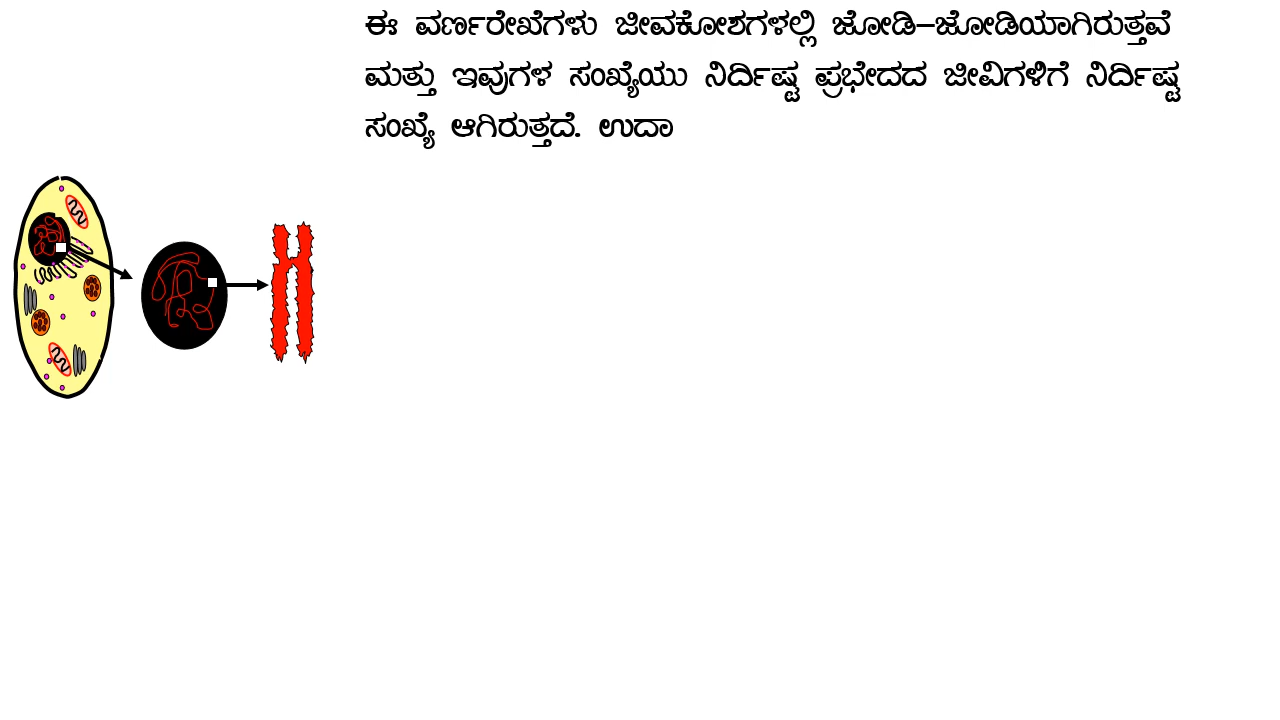 ಈ ವರ್ಣರೇಖೆಗಳು ಜೀವಕೋಶಗಳಲ್ಲಿ ಜೋಡಿ–ಜೋಡಿಯಾಗಿರುತ್ತವೆ
ಮತ್ತು ಇವುಗಳ ಸಂಖ್ಯೆಯು ನಿರ್ದಿಷ್ಟ ಪ್ರಭೇದದ ಜೀವಿಗಳಿಗೆ ನಿರ್ದಿಷ್ಟ
ಸಂಖ್ಯೆ ಆಗಿರುತ್ತದೆ. ಉದಾ